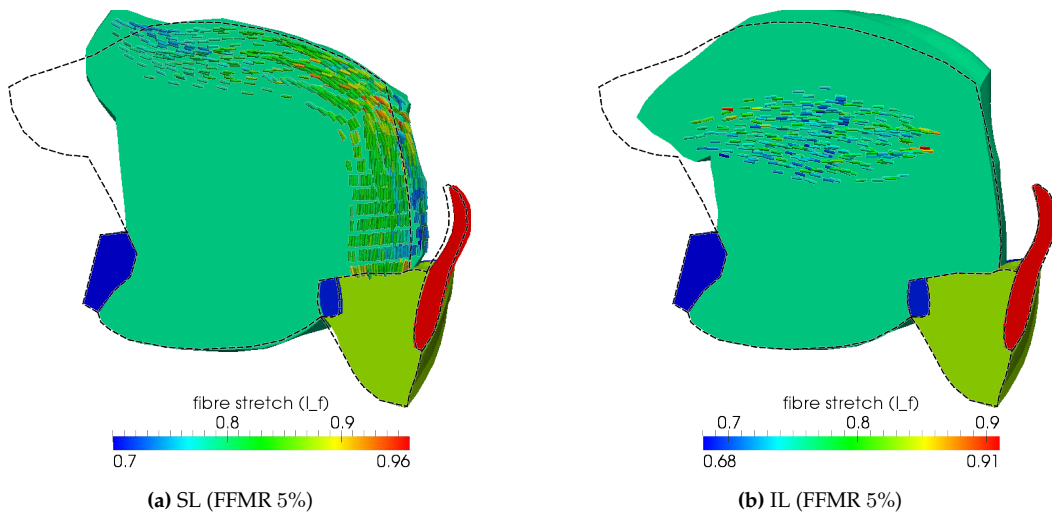 fibre stretch (l_f)
0.8 0.9
0.7 0.96
(a) SL (FFMR 5%)
fibre stretch (l_f)
0.7 0.8 0.9
0.68 0.91
(b) IL (FFMR 5%)